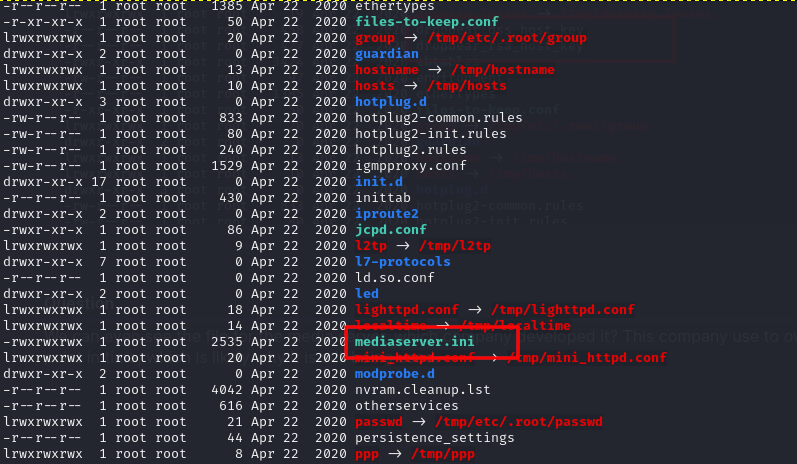 -r--r--r-- 1 root root 1385 Apr 22 2020 ethertypes
-r-xr-xr-x 1 root root 50 Apr 22 2020 files-to-keep.conf
lrwxrwxrwx 1 root root 20 Apr 22 2020 group -> /tmp/etc/.root/group
drwxr-xr-x 2 root root 0 Apr 22 2020 guardian
lrwxrwxrwx 1 root root 13 Apr 22 2020 hostname -> /tmp/hostname
lrwxrwxrwx 1 root root 10 Apr 22 2020 hosts -> /tmp/hosts
drwxr-xr-x 3 root root 0 Apr 22 2020 hotplug.d
-rw-r--r-- 1 root root 833 Apr 22 2020 hotplug2-common.rules
-rw-r--r-- 1 root root 80 Apr 22 2020 hotplug2-init.rules
-rw-r--r-- 1 root root 240 Apr 22 2020 hotplug2.rules
-rw-r--r-- 1 root root 1529 Apr 22 2020 igmpproxy.conf
drwxr-xr-x 17 root root 0 Apr 22 2020 init.d
-r--r--r-- 1 root root 430 Apr 22 2020 inittab
drwxr-xr-x 2 root root 0 Apr 22 2020 iproute2
-rwxr-xr-x 1 root root 86 Apr 22 2020 jcpd.conf
lrwxrwxrwx 1 root root 9 Apr 22 2020 l2tp -> /tmp/l2tp
drwxr-xr-x 7 root root 0 Apr 22 2020 l7-protocols
-r--r--r-- 1 root root 0 Apr 22 2020 ld.so.conf
drwxr-xr-x 2 root root 0 Apr 22 2020 led
lrwxrwxrwx 1 root root 18 Apr 22 2020 lighttpd.conf -> /tmp/lighttpd.conf
lrwxrwxrwx 1 root root 14 Apr 22 2020 localtime -> /tmp/localtime
-rwxr-xr-x 1 root root 2535 Apr 22 2020 mediaserver.ini
lrwxrwxrwx 1 root root 20 Apr 22 2020 mini_httpd.conf -> /tmp/mini_httpd.conf
drwxr-xr-x 2 root root 0 Apr 22 2020 modprobe.d
-r--r--r-- 1 root root 4042 Apr 22 2020 nvram.cleanup.lst
-r--r--r-- 1 root root 616 Apr 22 2020 otherservices
lrwxrwxrwx 1 root root 21 Apr 22 2020 passwd -> /tmp/etc/.root/passwd
-r--r--r-- 1 root root 44 Apr 22 2020 persistence_settings
lrwxrwxrwx 1 root root 8 Apr 22 2020 ppp -> /tmp/ppp